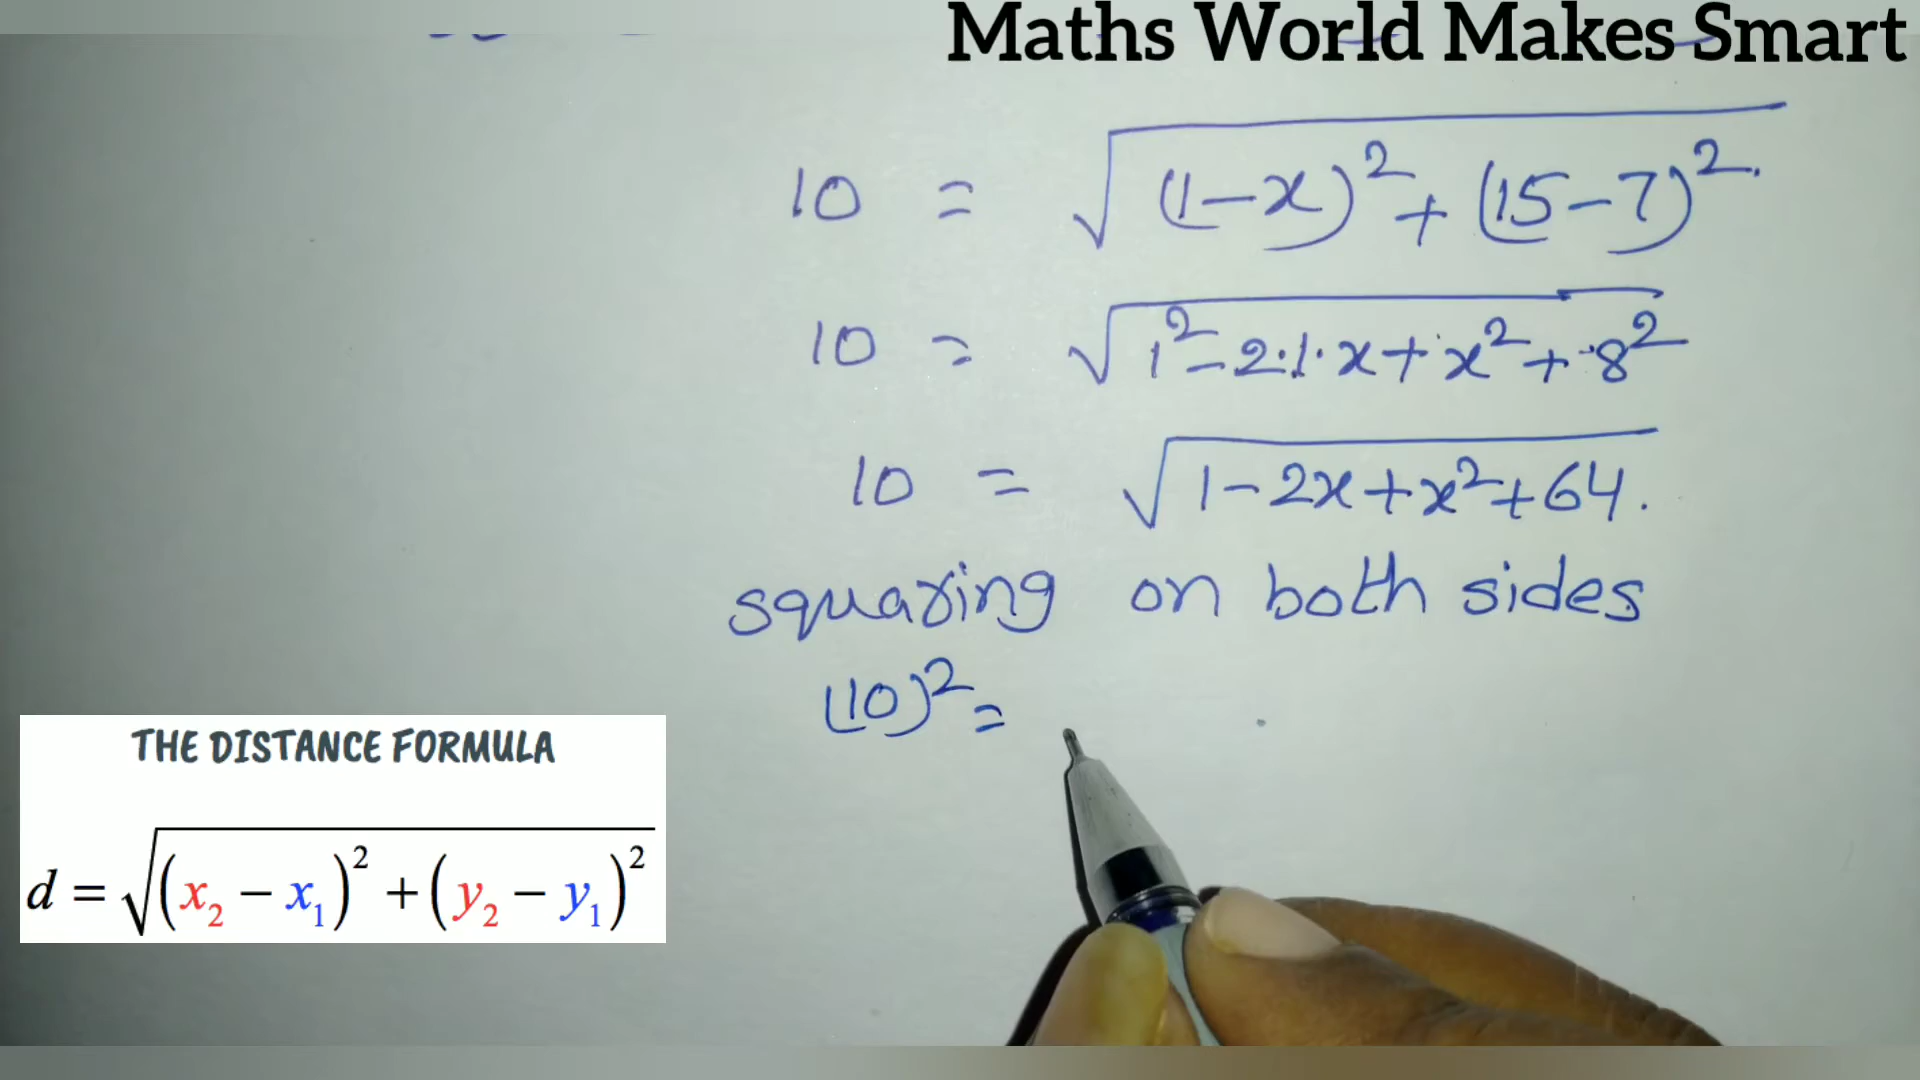 Maths World Makes Smart
10 = √(1-x)² + (15-7)².
10 = √1²-2·1·x+x²+8²
10 = √1-2x+x²+64.
squaring on both sides
(10)² =
THE DISTANCE FORMULA
d = √(x₂ − x₁)² + (y₂ − y₁)²